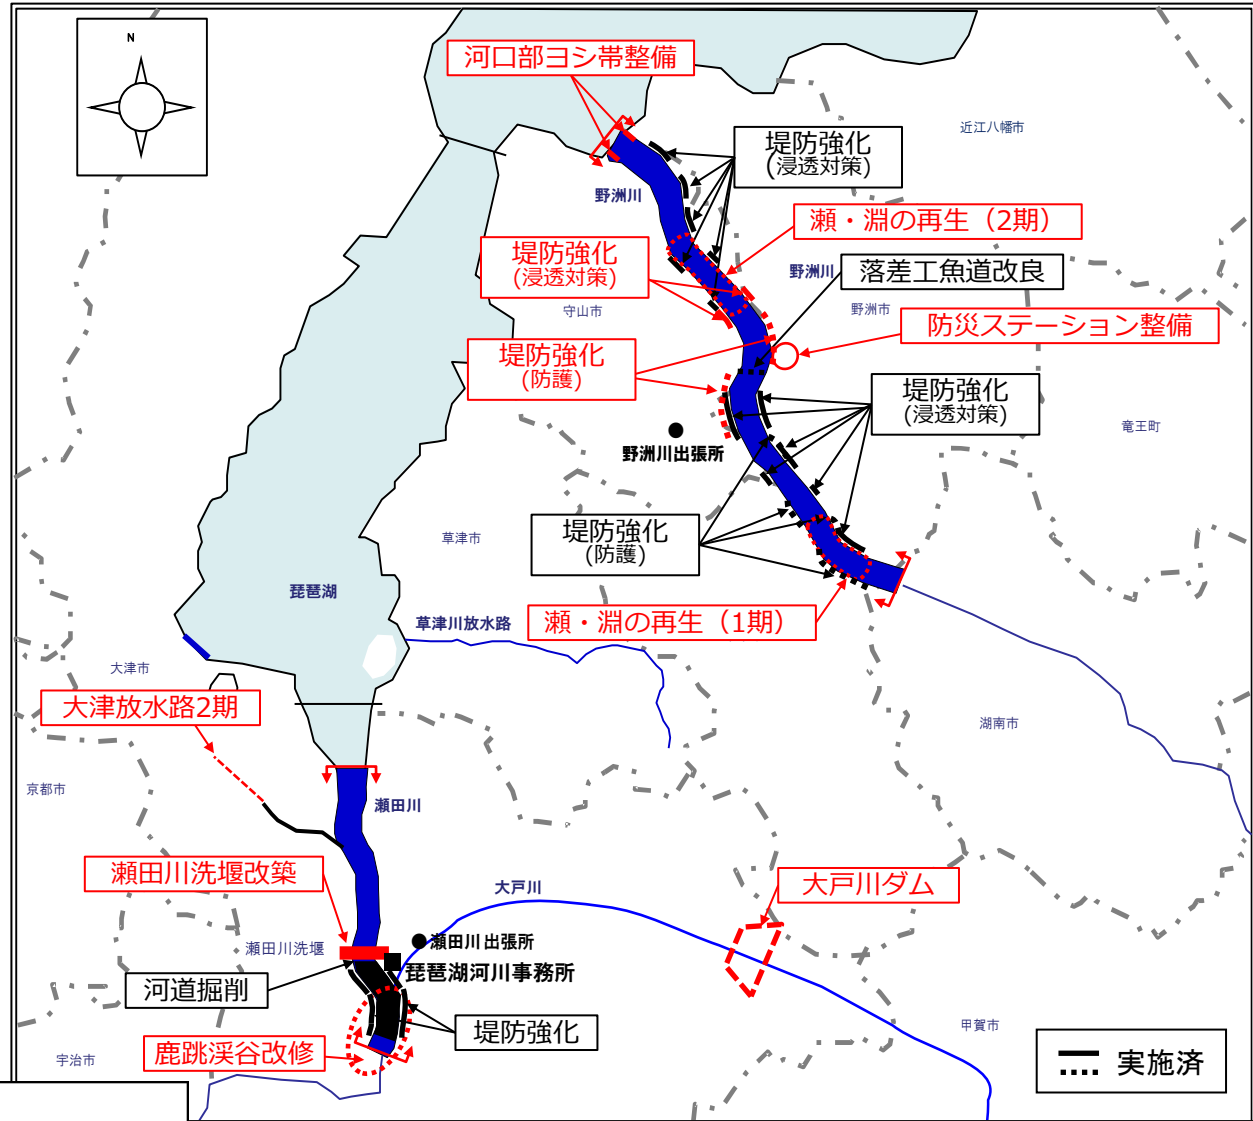 N
河口部ヨシ帯整備
近江八幡市
堤防強化
(浸透対策)
野洲川
瀬・淵の再生（2期）
堤防強化
(浸透対策)
野洲川
落差工魚道改良
守山市
野洲市
防災ステーション整備
堤防強化
(防護)
堤防強化
(浸透対策)
竜王町
野洲川出張所
堤防強化
(防護)
草津市
琵琶湖
草津川放水路
瀬・淵の再生（1期）
大津市
大津放水路2期
湖南市
京都市
瀬田川
瀬田川洗堰改築
大戸川
大戸川ダム
瀬田川出張所
瀬田川洗堰
琵琶湖河川事務所
河道掘削
堤防強化
甲賀市
鹿跳渓谷改修
宇治市
実施済